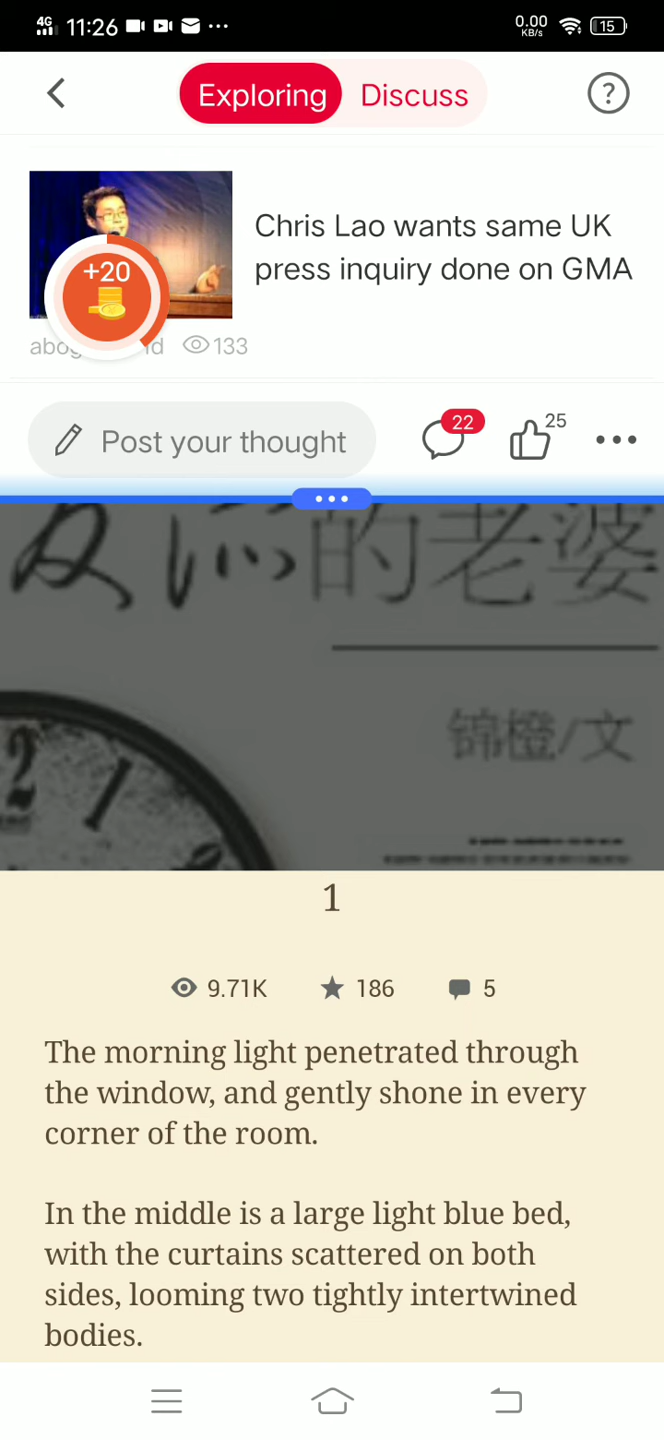 4G 11:26 0.00 KB/s 15
Exploring Discuss ?
Chris Lao wants same UK
press inquiry done on GMA
+20
133
Post your thought 22 25
的老婆
锦橙/文
2 1
1
9.71K 186 5
The morning light penetrated through
the window, and gently shone in every
corner of the room.
In the middle is a large light blue bed,
with the curtains scattered on both
sides, looming two tightly intertwined
bodies.